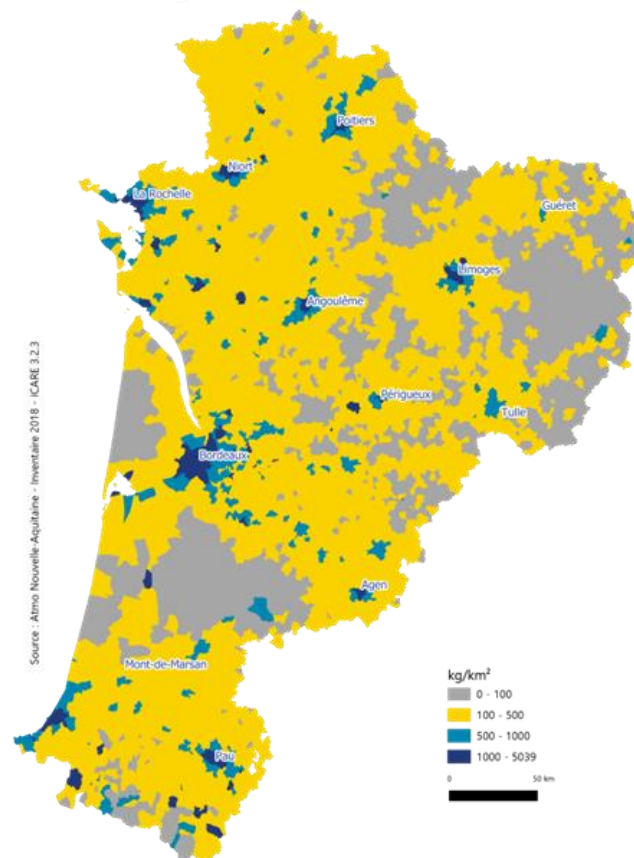 Poitiers
Niort
La Rochelle
Guéret
Limoges
Angoulême
Périgueux
Tulle
Bordeaux
Agen
Mont-de-Marsan
Pau
Source : Atmo Nouvelle-Aquitaine - Inventaire 2018 - ICARE 3.2.3
kg/km²
0 - 100
100 - 500
500 - 1000
1000 - 5039
0 50 km